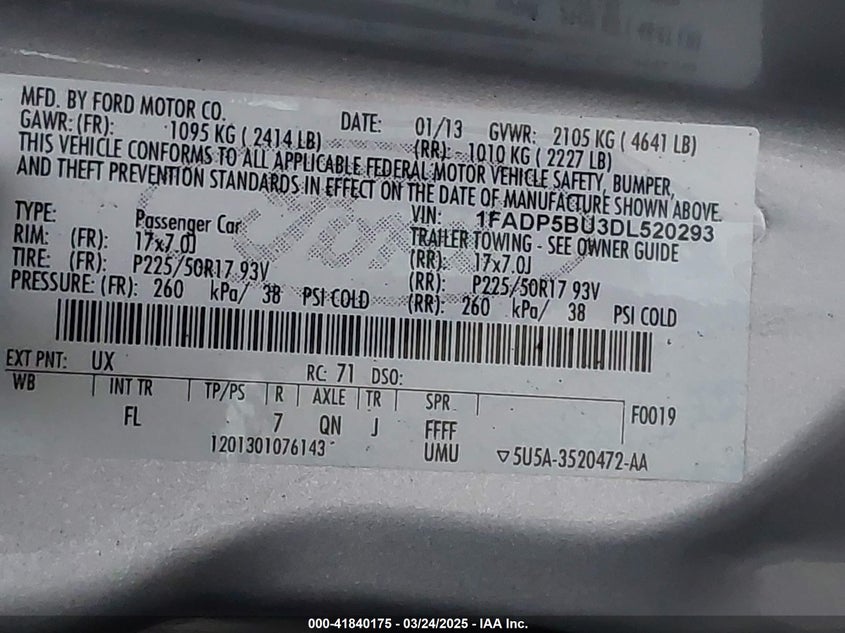 MFD. BY FORD MOTOR CO. DATE: 01/13 GVWR: 2105 KG ( 4641 LB)
GAWR: (FR): 1095 KG ( 2414 LB) (RR): 1010 KG ( 2227 LB)
THIS VEHICLE CONFORMS TO ALL APPLICABLE FEDERAL MOTOR VEHICLE SAFETY, BUMPER,
AND THEFT PREVENTION STANDARDS IN EFFECT ON THE DATE OF MANUFACTURE SHOWN ABOVE.
VIN: 1FADP5BU3DL520293
TYPE: Passenger Car TRAILER TOWING - SEE OWNER GUIDE
RIM: (FR): 17x7.0J (RR): 17x7.0J
TIRE: (FR): P225/50R17 93V (RR): P225/50R17 93V
PRESSURE: (FR): 260 kPa/ 38 PSI COLD (RR): 260 kPa/ 38 PSI COLD
EXT PNT: UX RC: 71 DSO:
WB INT TR TP/PS R AXLE TR SPR F0019
FL 7 QN J FFFF
1201301076143 UMU ▽5U5A-3520472-AA
000-41840175 - 03/24/2025 - IAA Inc.